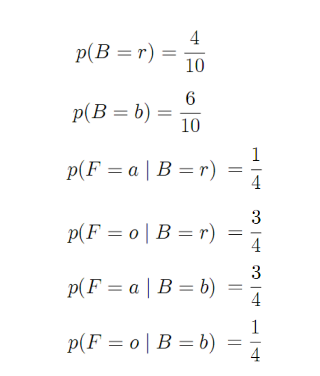 p(B = r) = 4/10
p(B = b) = 6/10
p(F = a | B = r) = 1/4
p(F = o | B = r) = 3/4
p(F = a | B = b) = 3/4
p(F = o | B = b) = 1/4